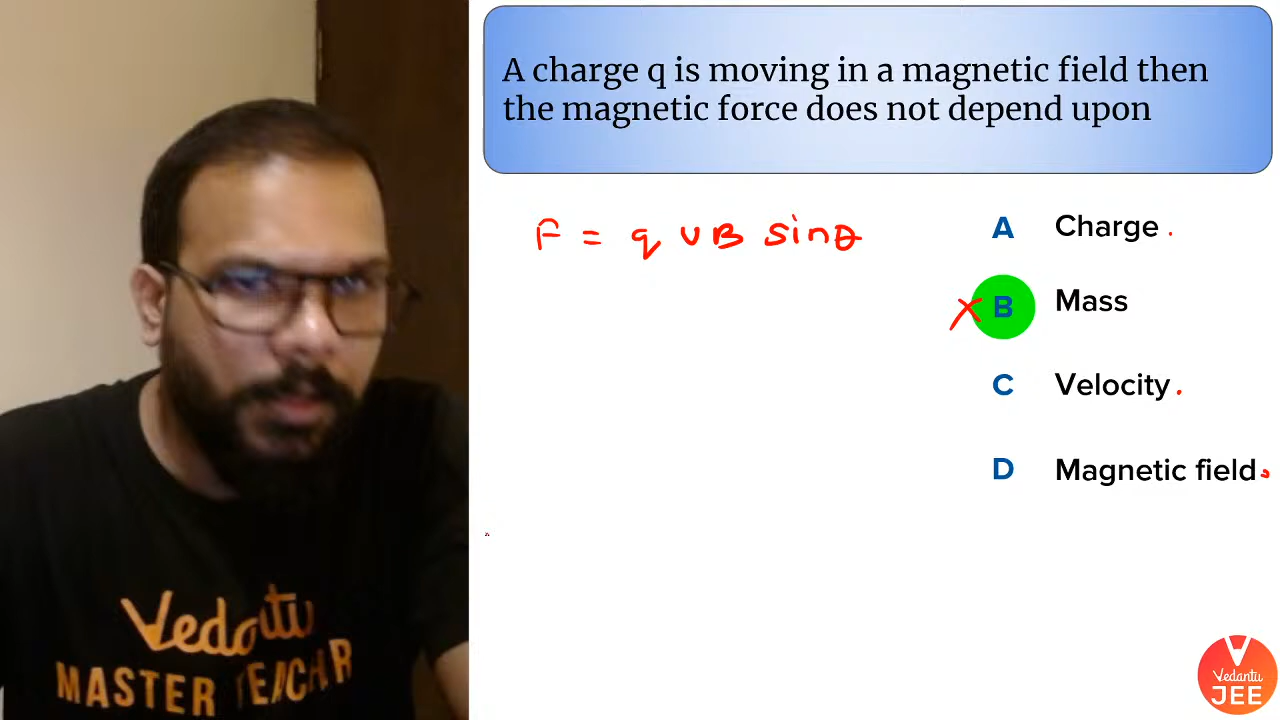 A charge q is moving in a magnetic field then
the magnetic force does not depend upon
F = q v B sinθ
A Charge
B Mass
C Velocity
D Magnetic field
Vedantu
MASTER TEACHER
Vedantu
JEE